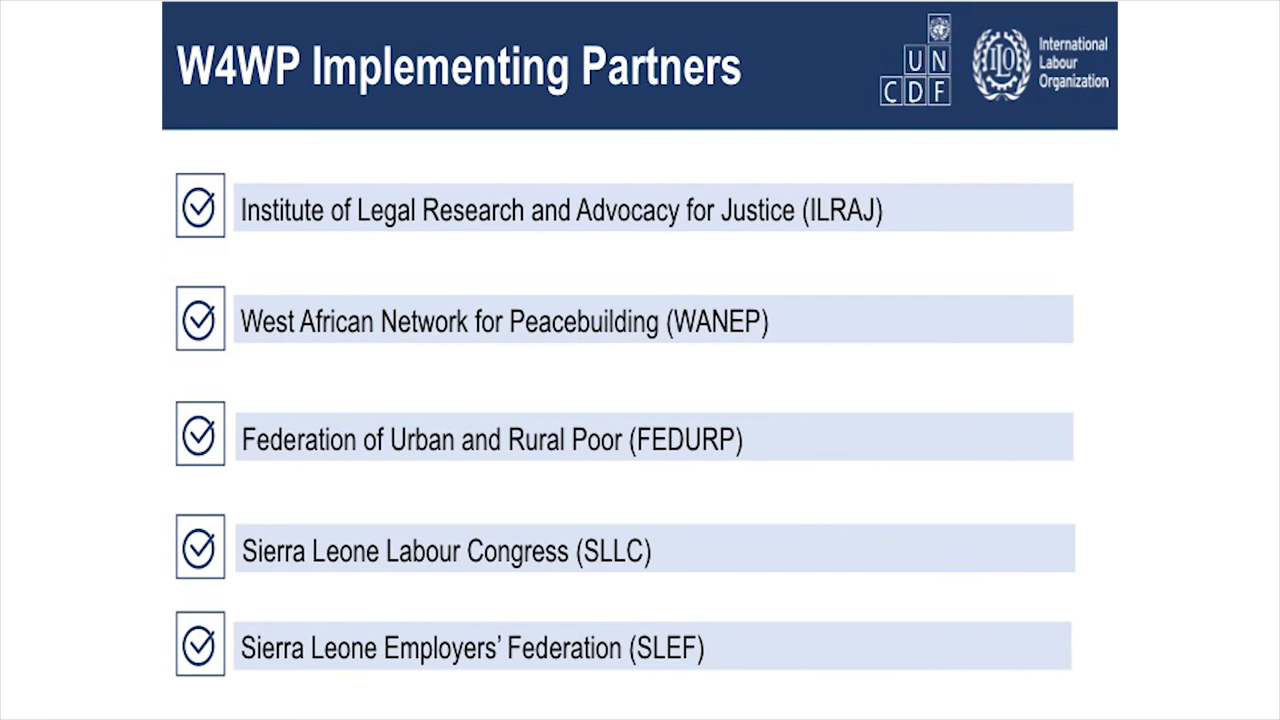 W4WP Implementing Partners
UN
CDF
ILO
International
Labour
Organization
Institute of Legal Research and Advocacy for Justice (ILRAJ)
West African Network for Peacebuilding (WANEP)
Federation of Urban and Rural Poor (FEDURP)
Sierra Leone Labour Congress (SLLC)
Sierra Leone Employers’ Federation (SLEF)